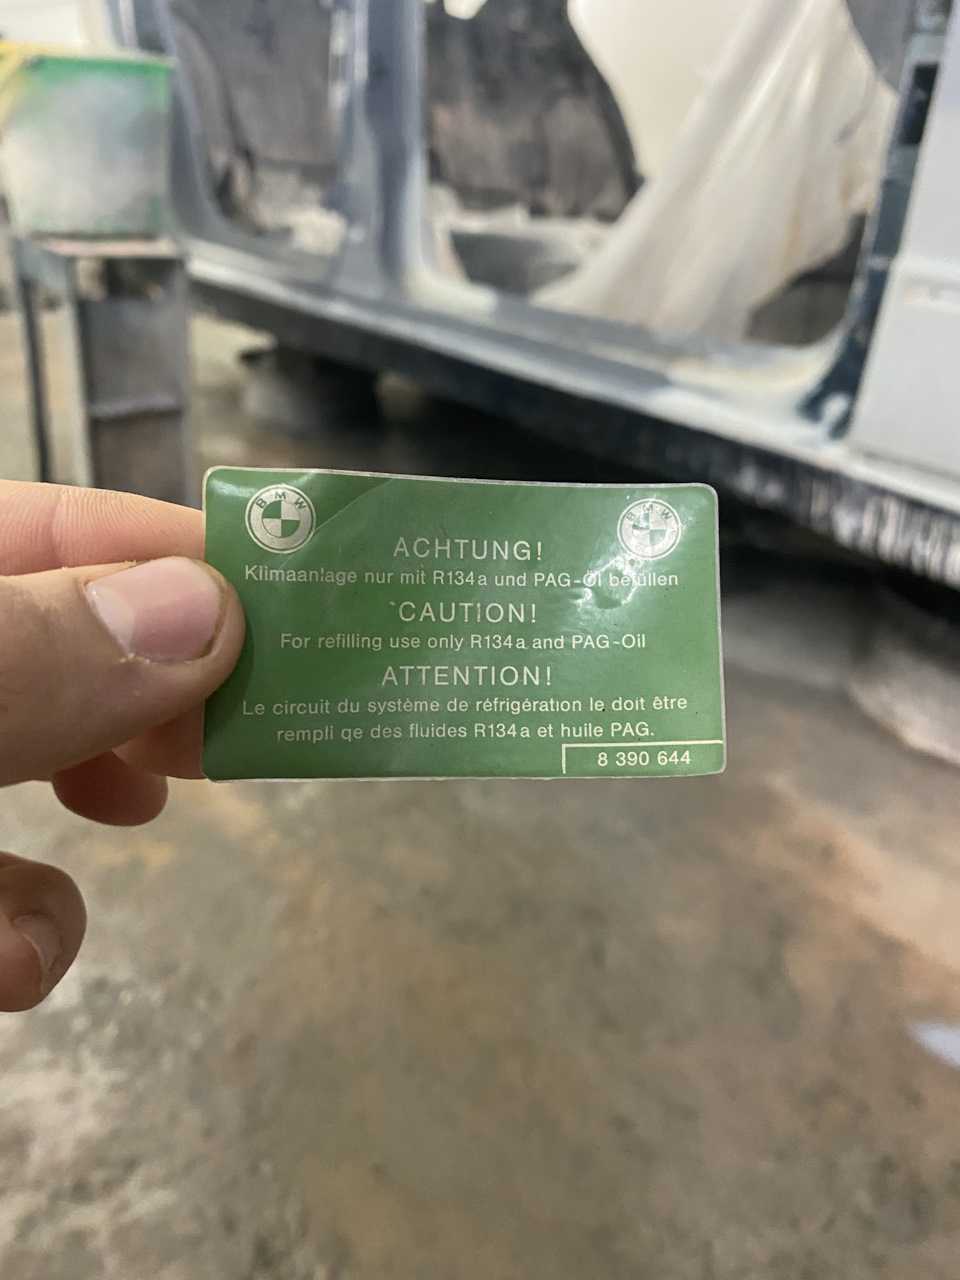 BMW BMW
ACHTUNG!
Klimaanlage nur mit R134a und PAG-Öl befüllen
CAUTION!
For refilling use only R134a and PAG-Oil
ATTENTION!
Le circuit du système de réfrigération le doit être
rempli qe des fluides R134a et huile PAG.
8 390 644